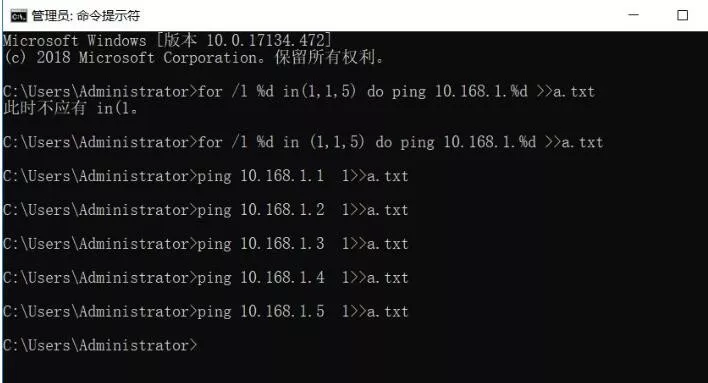 管理员: 命令提示符
Microsoft Windows [版本 10.0.17134.472]
(c) 2018 Microsoft Corporation。保留所有权利。
C:\Users\Administrator>for /l %d in(1,1,5) do ping 10.168.1.%d >>a.txt
此时不应有 in(1。
C:\Users\Administrator>for /l %d in (1,1,5) do ping 10.168.1.%d >>a.txt
C:\Users\Administrator>ping 10.168.1.1  1>>a.txt
C:\Users\Administrator>ping 10.168.1.2  1>>a.txt
C:\Users\Administrator>ping 10.168.1.3  1>>a.txt
C:\Users\Administrator>ping 10.168.1.4  1>>a.txt
C:\Users\Administrator>ping 10.168.1.5  1>>a.txt
C:\Users\Administrator>